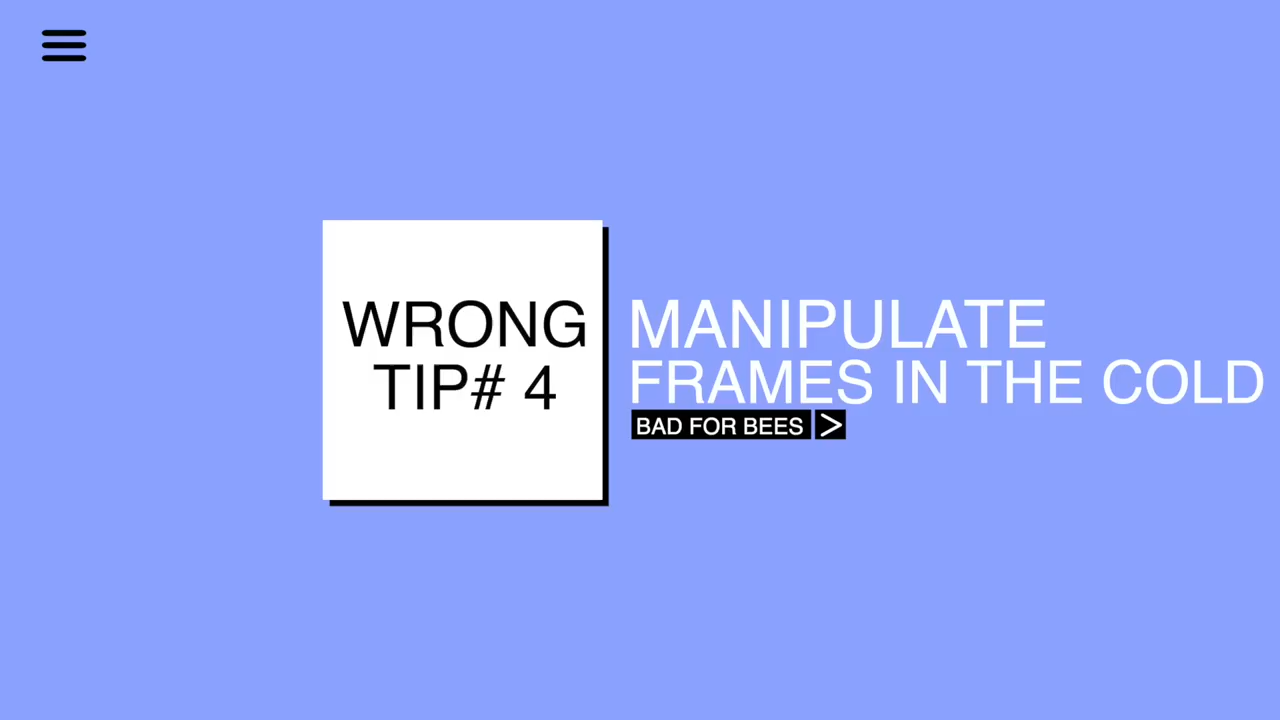 WRONG
TIP# 4
MANIPULATE
FRAMES IN THE COLD
BAD FOR BEES >